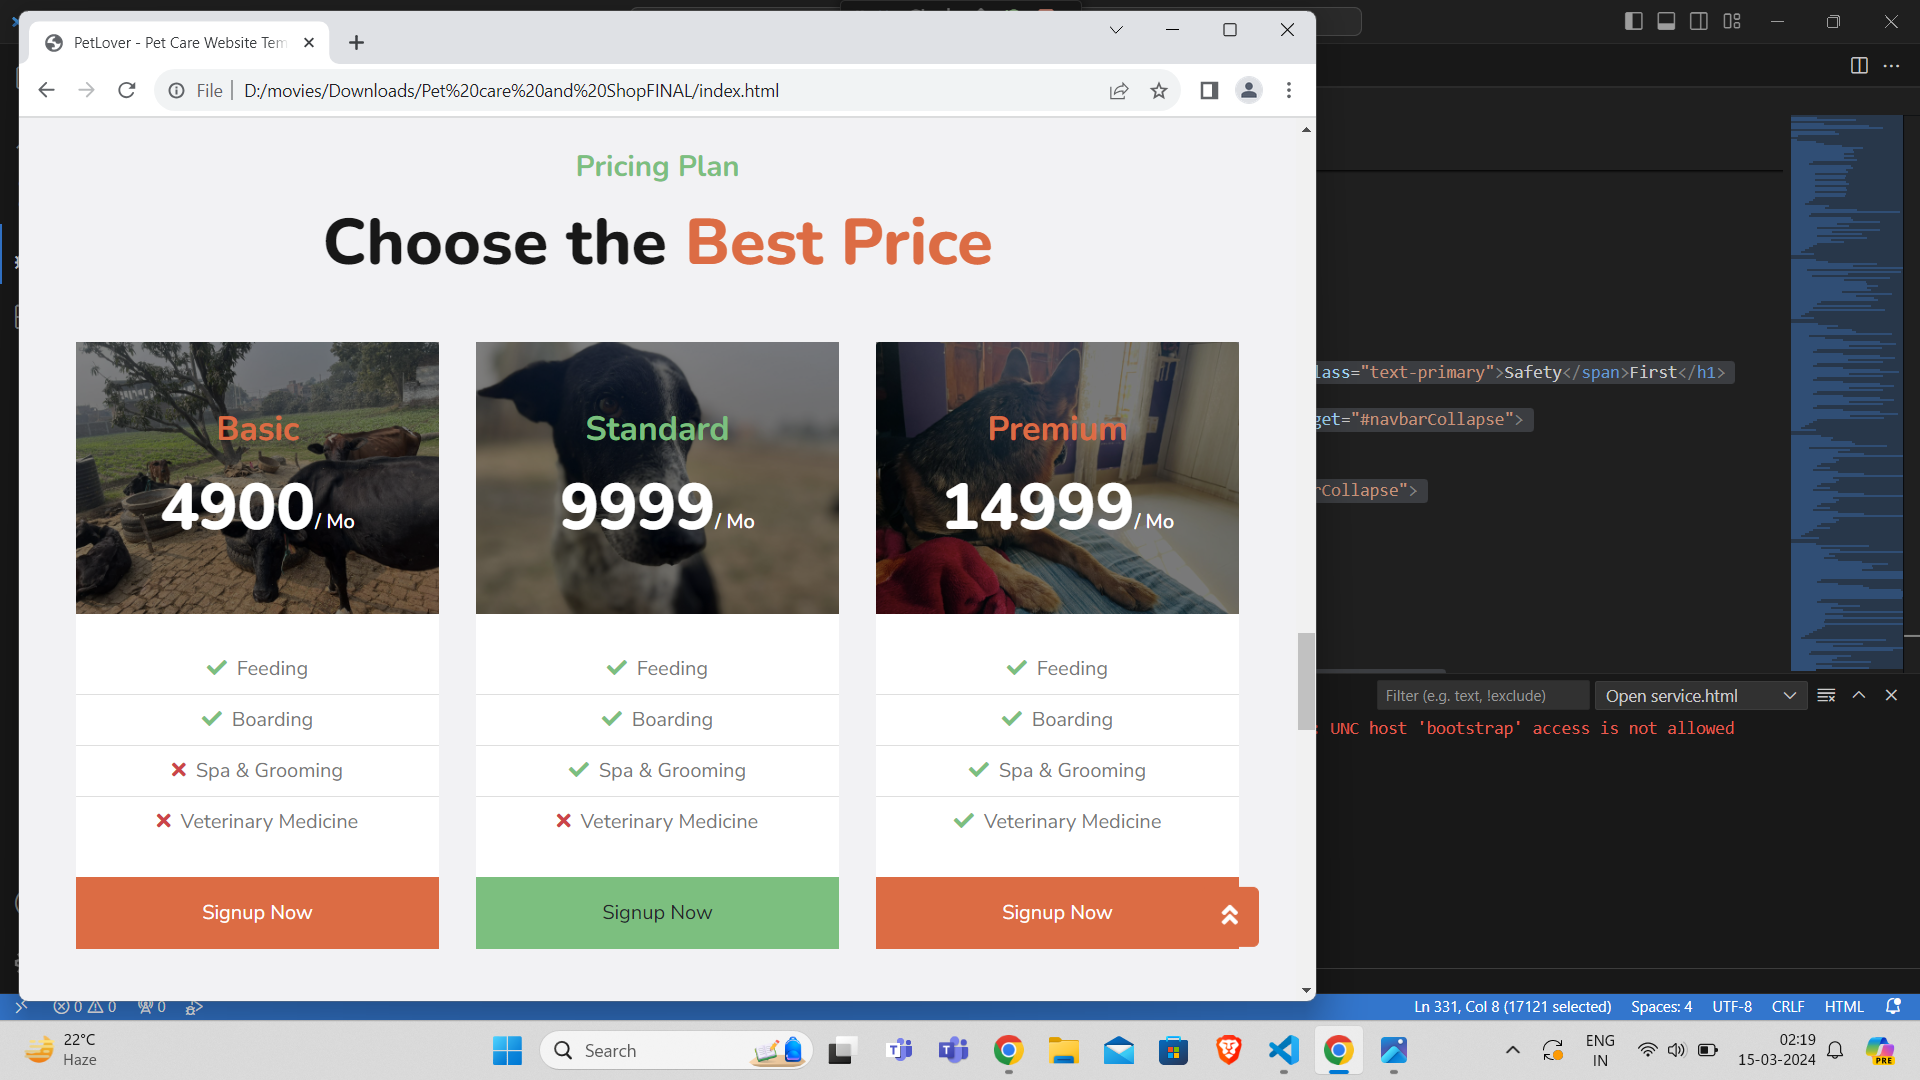 PetLover - Pet Care Website Tem
File
D:/movies/Downloads/Pet%20care%20and%20ShopFINAL/index.html
Pricing Plan
Choose the Best Price
Basic
4900/ Mo
Feeding
Boarding
Spa & Grooming
Veterinary Medicine
Signup Now
Standard
9999/ Mo
Feeding
Boarding
Spa & Grooming
Veterinary Medicine
Signup Now
Premium
14999/ Mo
Feeding
Boarding
Spa & Grooming
Veterinary Medicine
Signup Now
lass="text-primary">Safety</span>First</h1>
get="#navbarCollapse">
rCollapse">
Filter (e.g. text, !exclude)
Open service.html
: UNC host 'bootstrap' access is not allowed
0 0 0
Ln 331, Col 8 (17121 selected) Spaces: 4 UTF-8 CRLF HTML
22°C
Haze
Search
ENG
IN
02:19
15-03-2024
PRE